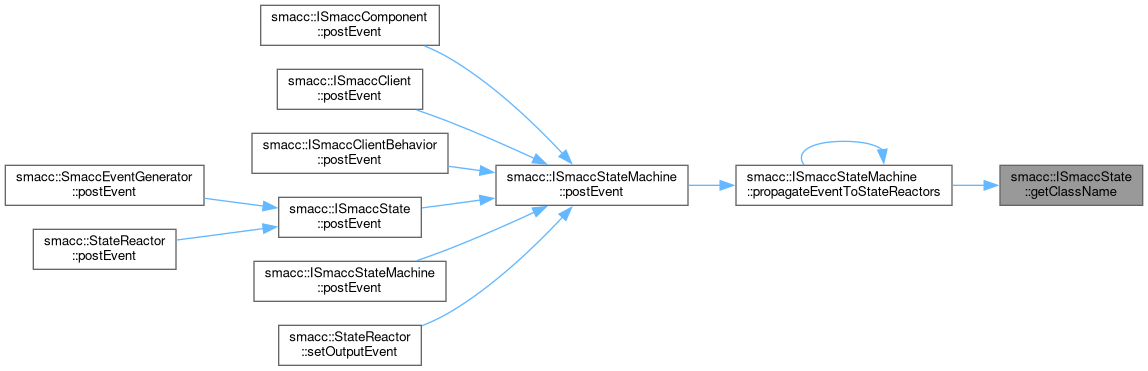 smacc::ISmaccComponent
::postEvent
smacc::ISmaccClient
::postEvent
smacc::ISmaccClientBehavior
::postEvent
smacc::SmaccEventGenerator
::postEvent
smacc::ISmaccState
::postEvent
smacc::StateReactor
::postEvent
smacc::ISmaccStateMachine
::postEvent
smacc::StateReactor
::setOutputEvent
smacc::ISmaccStateMachine
::postEvent
smacc::ISmaccStateMachine
::propagateEventToStateReactors
smacc::ISmaccState
::getClassName